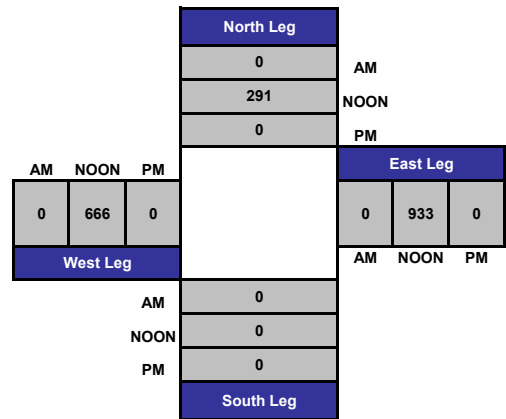 North Leg
0 AM
291 NOON
0 PM
AM NOON PM East Leg
0 666 0 0 933 0
West Leg AM NOON PM
AM 0
NOON 0
PM 0
South Leg